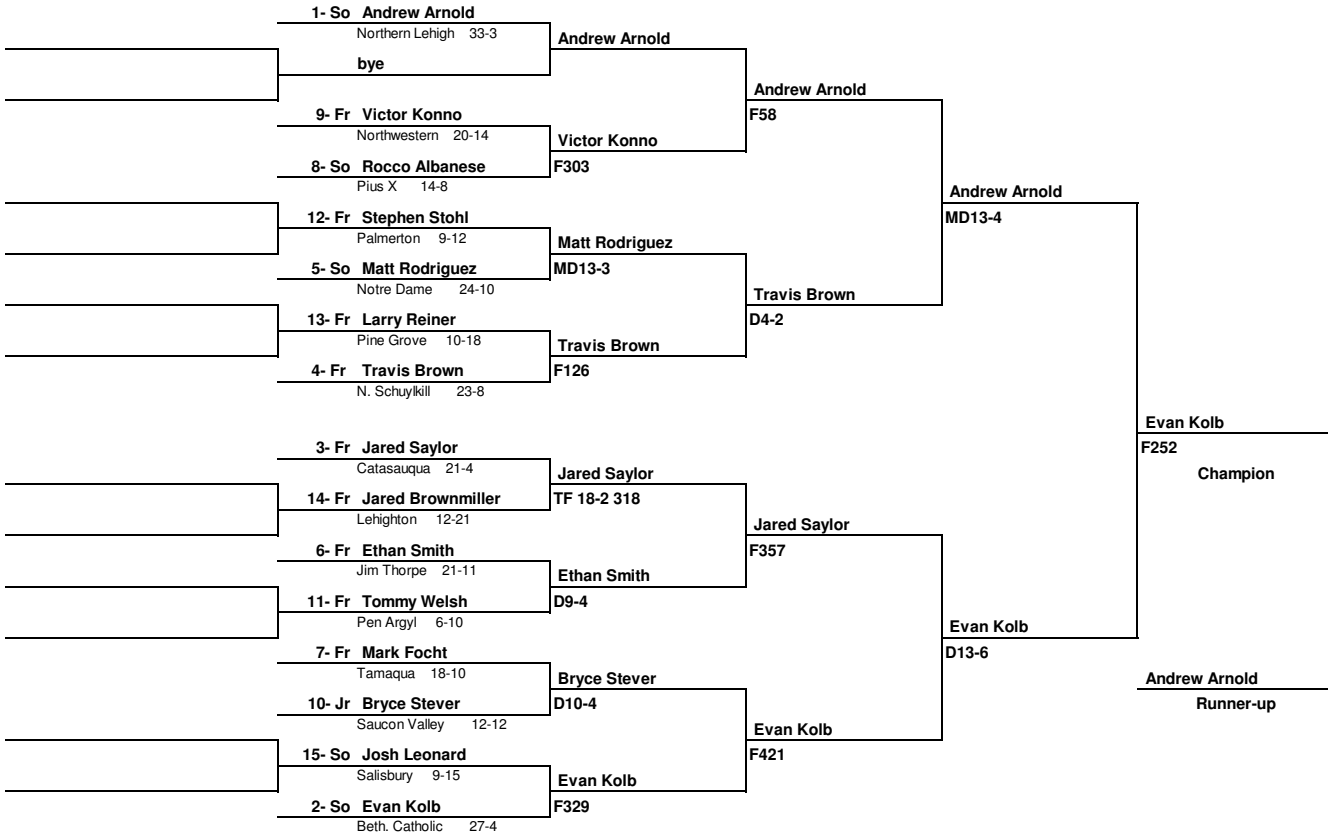 1- So Andrew Arnold
Northern Lehigh 33-3
Andrew Arnold
bye
Andrew Arnold
F58
9- Fr Victor Konno
Northwestern 20-14
Victor Konno
F303
8- So Rocco Albanese
Pius X 14-8
Andrew Arnold
MD13-4
12- Fr Stephen Stohl
Palmerton 9-12
Matt Rodriguez
MD13-3
5- So Matt Rodriguez
Notre Dame 24-10
Travis Brown
D4-2
13- Fr Larry Reiner
Pine Grove 10-18
Travis Brown
F126
4- Fr Travis Brown
N. Schuylkill 23-8
Evan Kolb
F252
Champion
3- Fr Jared Saylor
Catasauqua 21-4
Jared Saylor
TF 18-2 318
14- Fr Jared Brownmiller
Lehighton 12-21
Jared Saylor
F357
6- Fr Ethan Smith
Jim Thorpe 21-11
Ethan Smith
D9-4
11- Fr Tommy Welsh
Pen Argyl 6-10
Evan Kolb
D13-6
7- Fr Mark Focht
Tamaqua 18-10
Bryce Stever
D10-4
Andrew Arnold
Runner-up
10- Jr Bryce Stever
Saucon Valley 12-12
Evan Kolb
F421
15- So Josh Leonard
Salisbury 9-15
Evan Kolb
F329
2- So Evan Kolb
Beth. Catholic 27-4